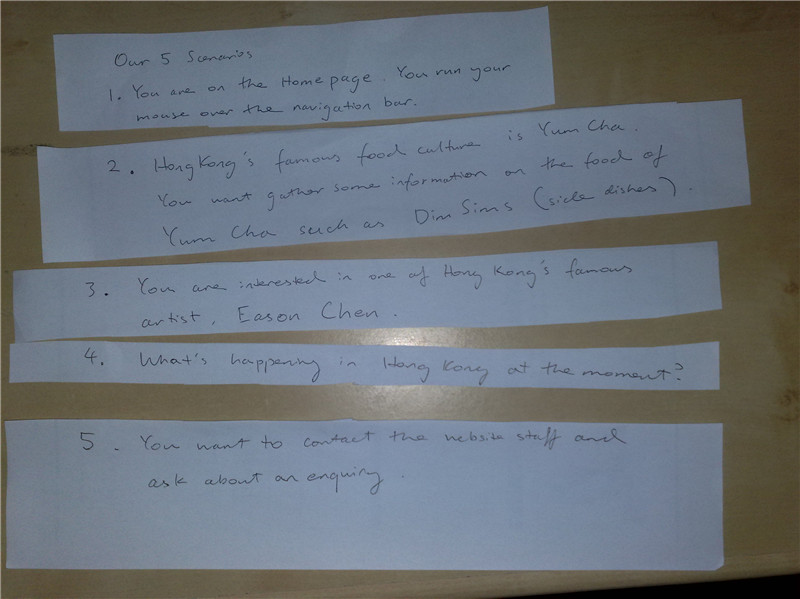 Our 5 Scenarios
1. You are on the Homepage. You run your
mouse over the navigation bar.
2. Hong Kong's famous food culture is Yum Cha.
You want gather some information on the food of
Yum Cha such as Dim Sims (side dishes).
3. You are interested in one of Hong Kong's famous
artist, Eason Chen.
4. What's happening in Hong Kong at the moment?
5. You want to contact the website staff and
ask about an enquiry.